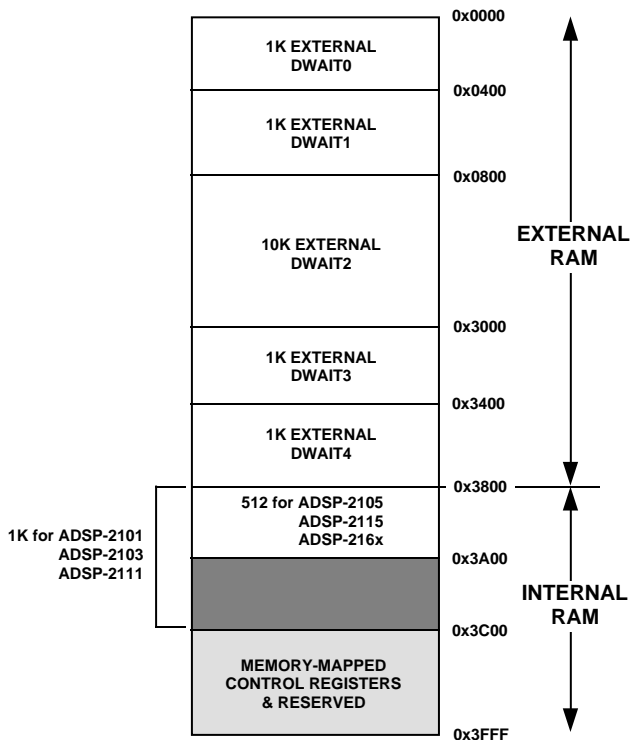 0x0000
1K EXTERNAL
DWAIT0
0x0400
1K EXTERNAL
DWAIT1
0x0800
10K EXTERNAL
DWAIT2
EXTERNAL
RAM
0x3000
1K EXTERNAL
DWAIT3
0x3400
1K EXTERNAL
DWAIT4
0x3800
512 for ADSP-2105
ADSP-2115
ADSP-216x
1K for ADSP-2101
ADSP-2103
ADSP-2111
0x3A00
INTERNAL
RAM
0x3C00
MEMORY-MAPPED
CONTROL REGISTERS
& RESERVED
0x3FFF